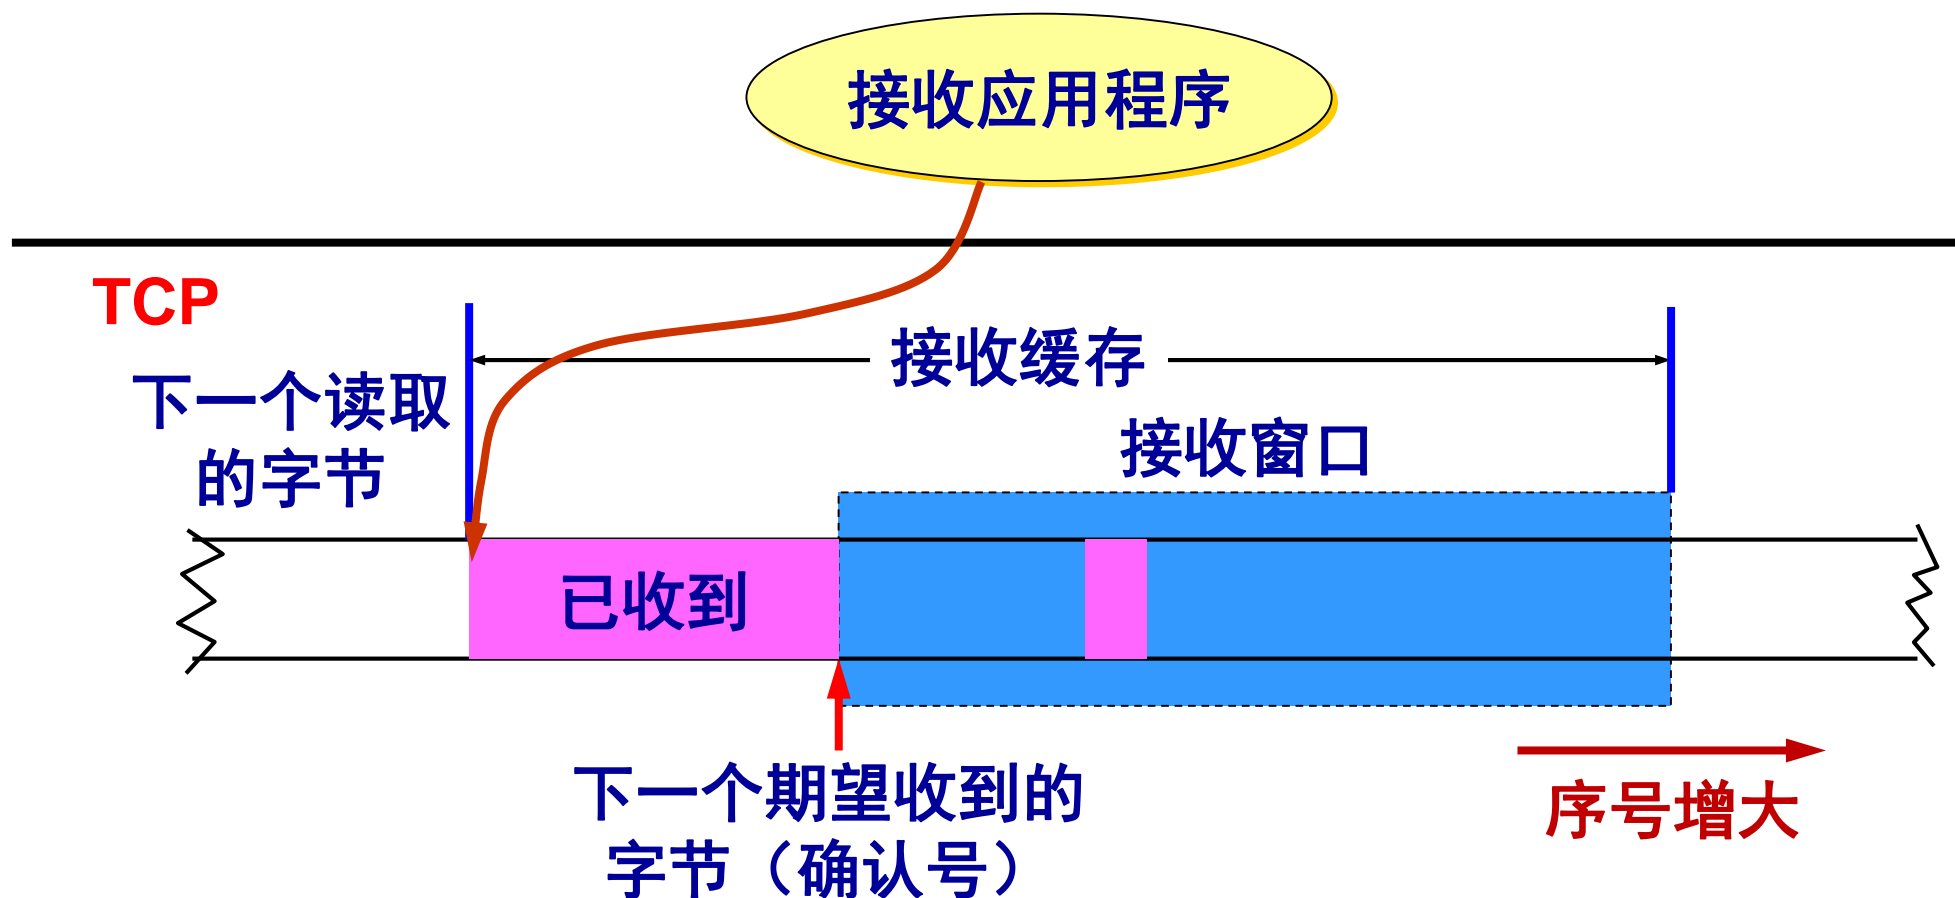 接收应用程序
TCP
接收缓存
下一个读取
的字节
接收窗口
已收到
下一个期望收到的
字节（确认号）
序号增大